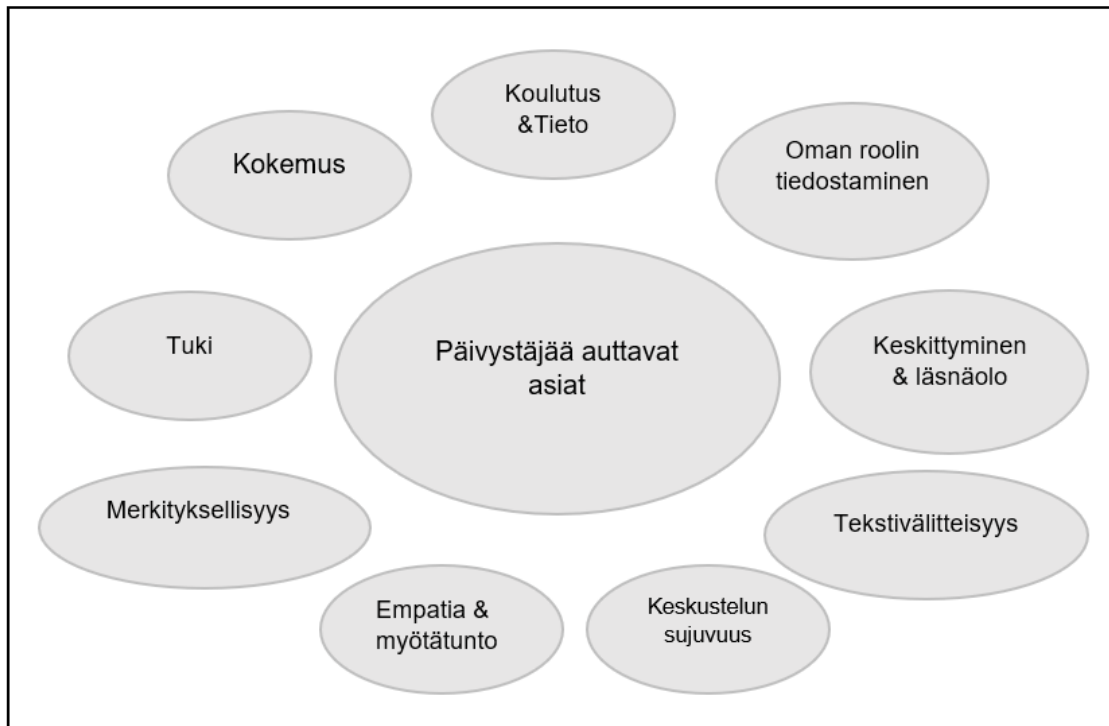 Koulutus
&Tieto
Kokemus
Oman roolin
tiedostaminen
Tuki
Päivystäjää auttavat
asiat
Keskittyminen
& läsnäolo
Merkityksellisyys
Tekstivälitteisyys
Empatia &
myötätunto
Keskustelun
sujuvuus